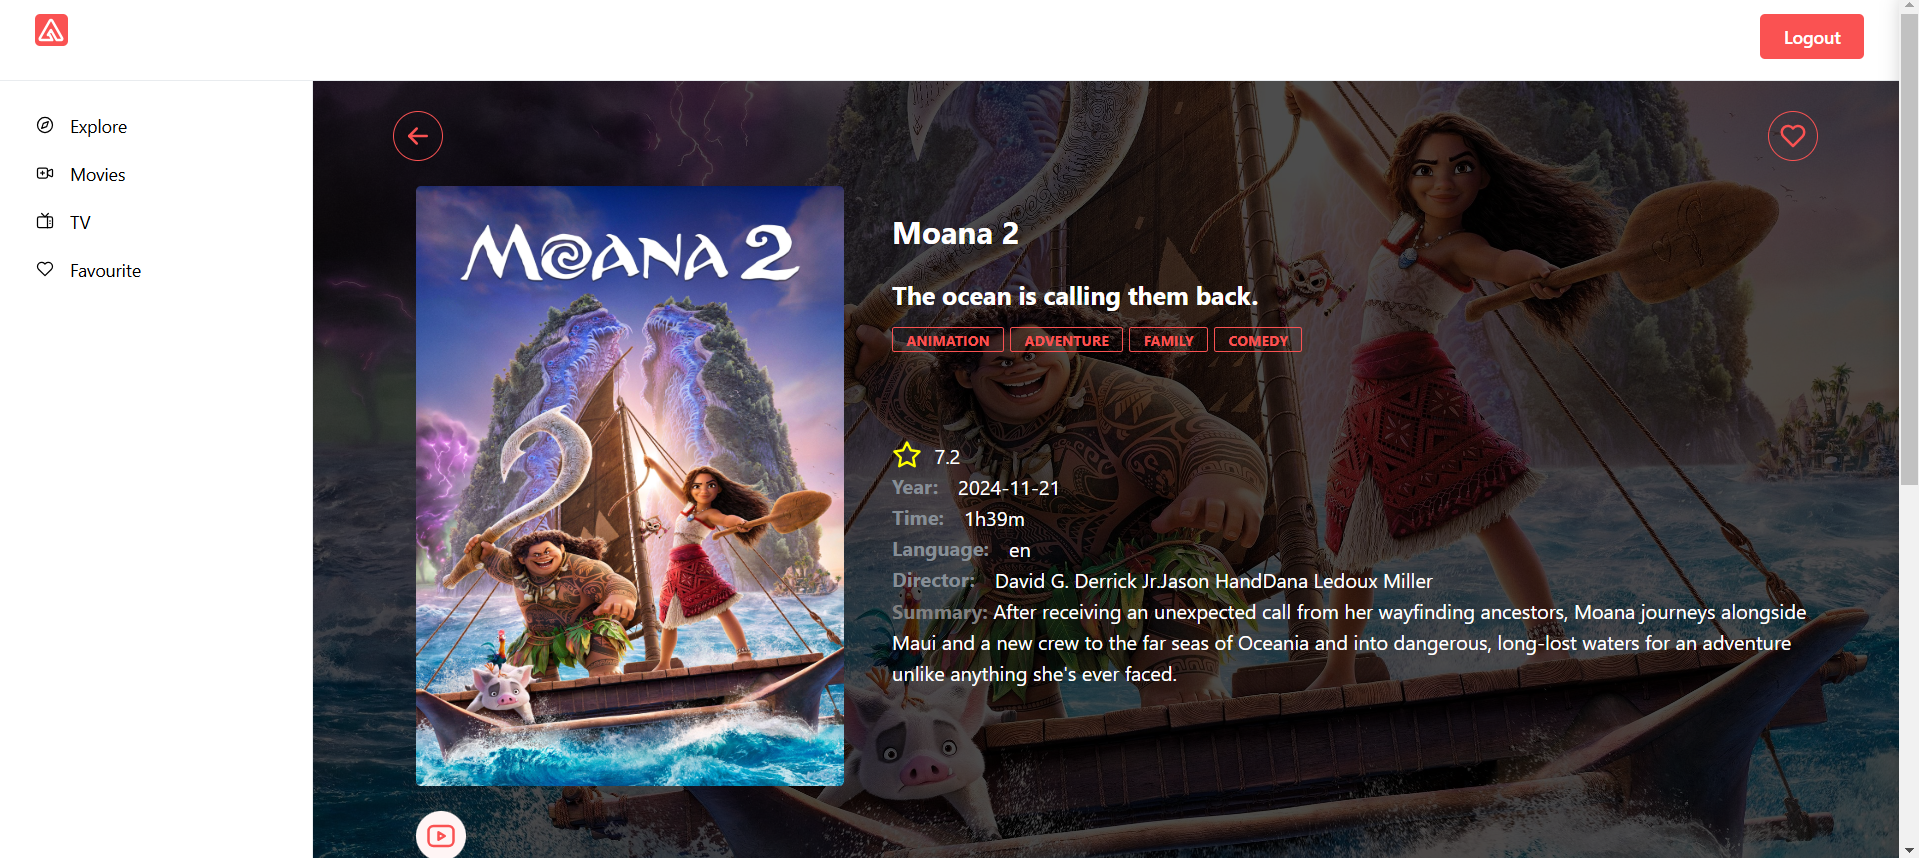 Logout
Explore
Movies
TV
Favourite
MOANA 2
Moana 2
The ocean is calling them back.
ANIMATION ADVENTURE FAMILY COMEDY
7.2
Year: 2024-11-21
Time: 1h39m
Language: en
Director: David G. Derrick Jr.Jason HandDana Ledoux Miller
Summary: After receiving an unexpected call from her wayfinding ancestors, Moana journeys alongside
Maui and a new crew to the far seas of Oceania and into dangerous, long-lost waters for an adventure
unlike anything she's ever faced.